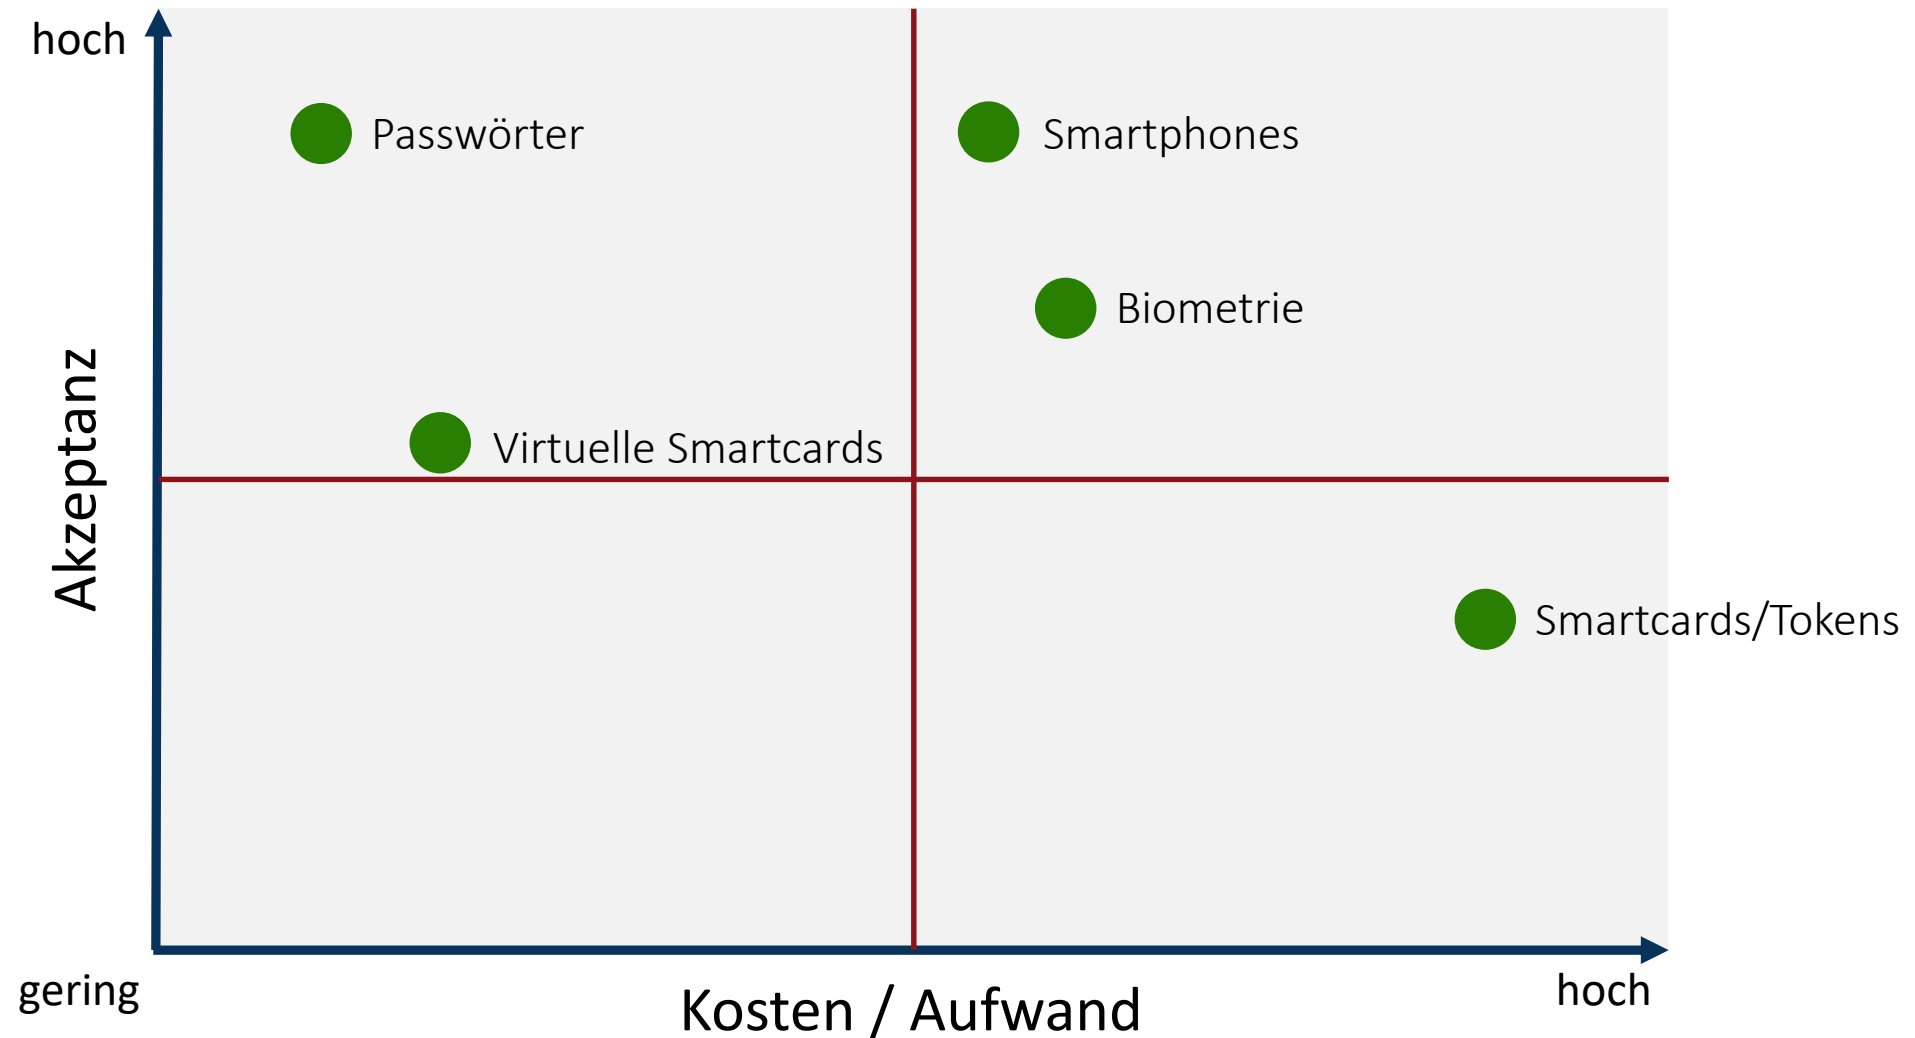 hoch
Passwörter
Smartphones
Biometrie
Akzeptanz
Virtuelle Smartcards
Smartcards/Tokens
gering
Kosten / Aufwand
hoch